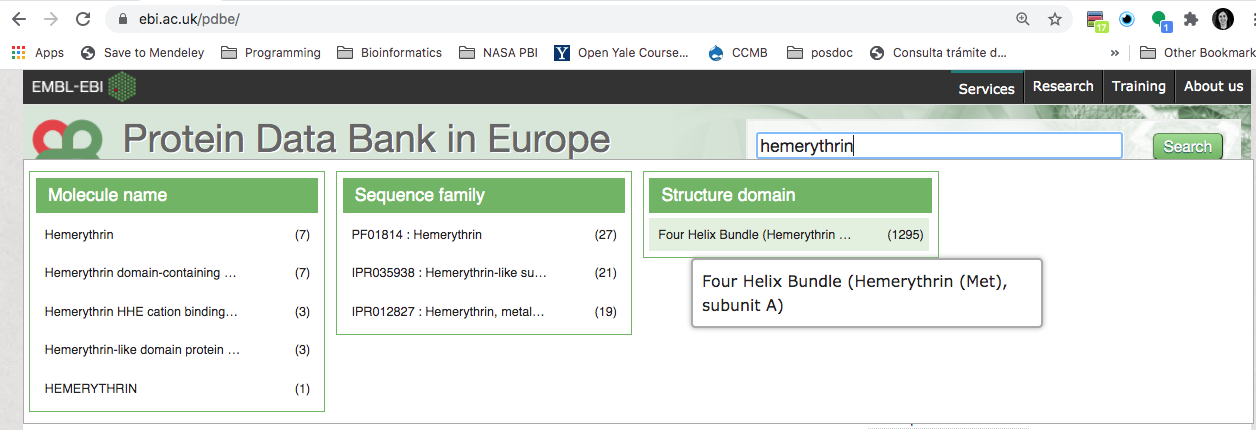 ebi.ac.uk/pdbe/
17
1
Apps Save to Mendeley Programming Bioinformatics NASA PBI Y Open Yale Course... CCMB posdoc Consulta trámite d... » Other Bookmark
EMBL-EBI Services Research Training About us
Protein Data Bank in Europe
hemerythrin Search
Molecule name Sequence family Structure domain
Hemerythrin (7) PF01814 : Hemerythrin (27) Four Helix Bundle (Hemerythrin ... (1295)
Hemerythrin domain-containing ... (7) IPR035938 : Hemerythrin-like su... (21)
Four Helix Bundle (Hemerythrin (Met),
subunit A)
Hemerythrin HHE cation binding... (3) IPR012827 : Hemerythrin, metal... (19)
Hemerythrin-like domain protein ... (3)
HEMERYTHRIN (1)